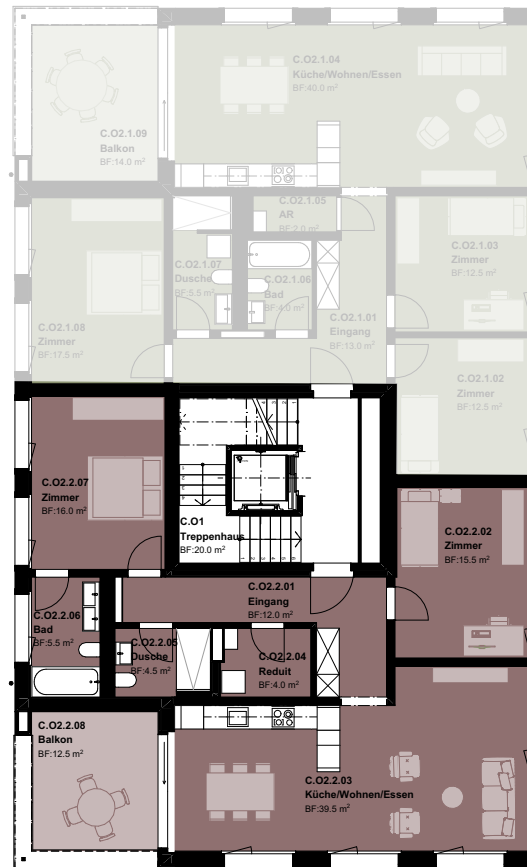 C.O2.1.04
Küche/Wohnen/Essen
BF:40.0 m²
C.O2.1.09
Balkon
BF:14.0 m²
C.O2.1.05
AR
BF:2.0 m²
C.O2.1.03
Zimmer
BF:12.5 m²
C.O2.1.07
Dusche
BF:5.5 m²
C.O2.1.06
Bad
BF:4.0 m²
C.O2.1.01
Eingang
BF:13.0 m²
C.O2.1.08
Zimmer
BF:17.5 m²
C.O2.1.02
Zimmer
BF:12.5 m²
C.O2.2.07
Zimmer
BF:16.0 m²
C.O1
Treppenhaus
BF:20.0 m²
C.O2.2.02
Zimmer
BF:15.5 m²
C.O2.2.01
Eingang
BF:12.0 m²
C.O2.2.06
Bad
BF:5.5 m²
C.O2.2.05
Dusche
BF:4.5 m²
C.O2.2.04
Reduit
BF:4.0 m²
C.O2.2.08
Balkon
BF:12.5 m²
C.O2.2.03
Küche/Wohnen/Essen
BF:39.5 m²